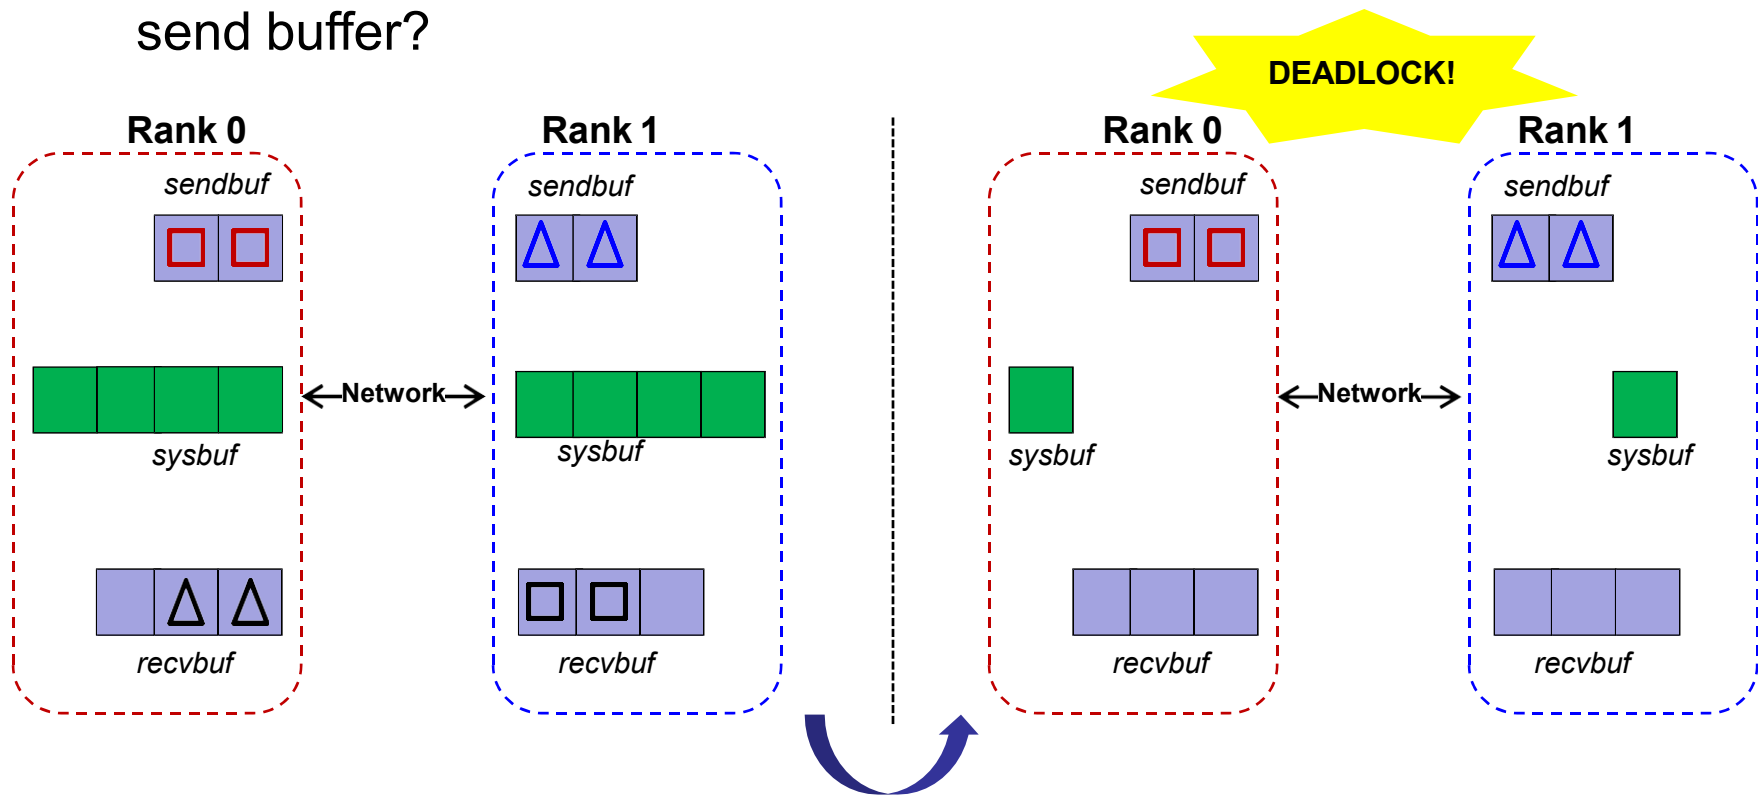 send buffer?
DEADLOCK!
Rank 0
Rank 1
sendbuf
sendbuf
Network
sysbuf
sysbuf
recvbuf
recvbuf
Rank 0
Rank 1
sendbuf
sendbuf
Network
sysbuf
sysbuf
recvbuf
recvbuf